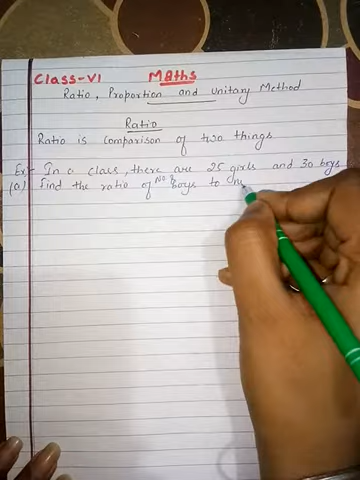 Class-VI Maths
Ratio, Proportion and Unitary Method
Ratio
Ratio is Comparison of two things
Ex:- In a class, there are 25 girls and 30 boys
(a) Find the ratio of No. of boys to n